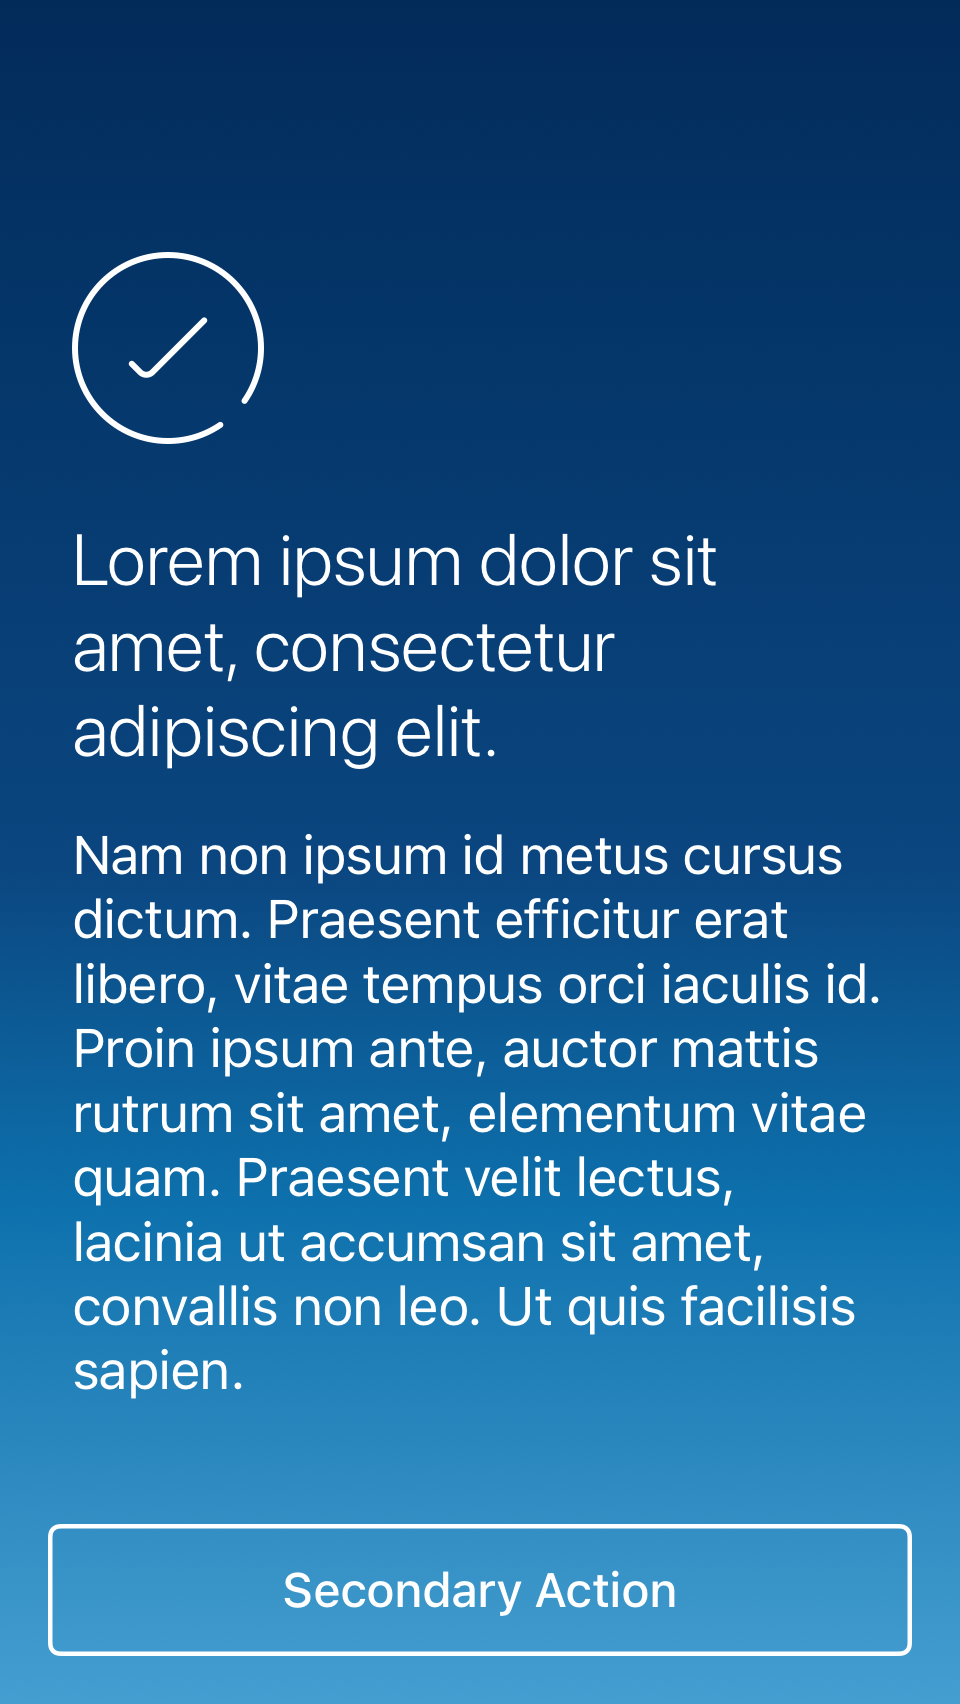 Lorem ipsum dolor sit
amet, consectetur
adipiscing elit.
Nam non ipsum id metus cursus
dictum. Praesent efficitur erat
libero, vitae tempus orci iaculis id.
Proin ipsum ante, auctor mattis
rutrum sit amet, elementum vitae
quam. Praesent velit lectus,
lacinia ut accumsan sit amet,
convallis non leo. Ut quis facilisis
sapien.
Secondary Action